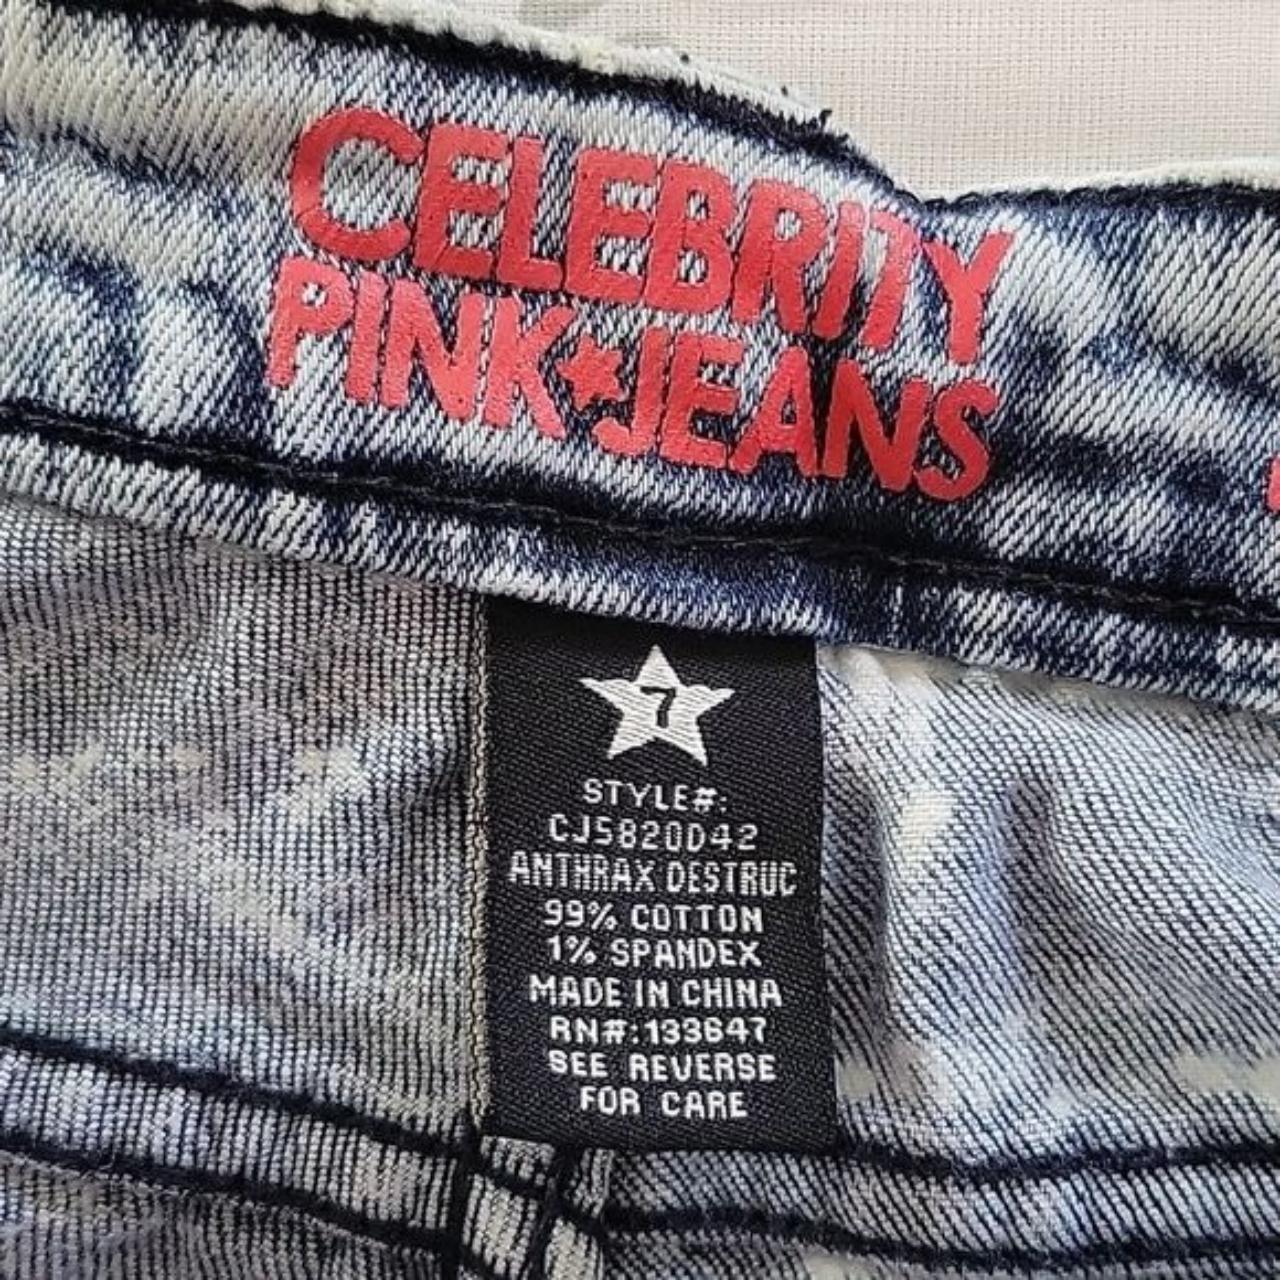 CELEBRITY
PINK★JEANS
7
STYLE#:
CJ5820D42
ANTHRAX DESTRUC
99% COTTON
1% SPANDEX
MADE IN CHINA
RN#:133647
SEE REVERSE
FOR CARE